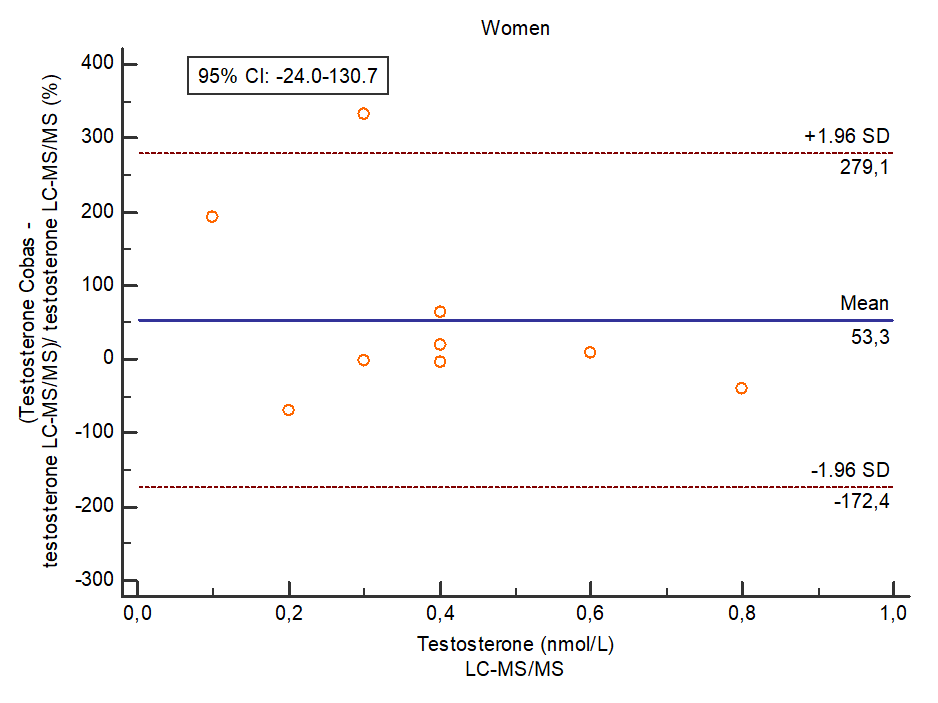 Women
(Testosterone Cobas -
testosterone LC-MS/MS)/ testosterone LC-MS/MS (%)
400
300
200
100
0
-100
-200
-300
95% CI: -24.0-130.7
+1.96 SD
279,1
Mean
53,3
-1.96 SD
-172,4
0,0
0,2
0,4
0,6
0,8
1,0
Testosterone (nmol/L)
LC-MS/MS